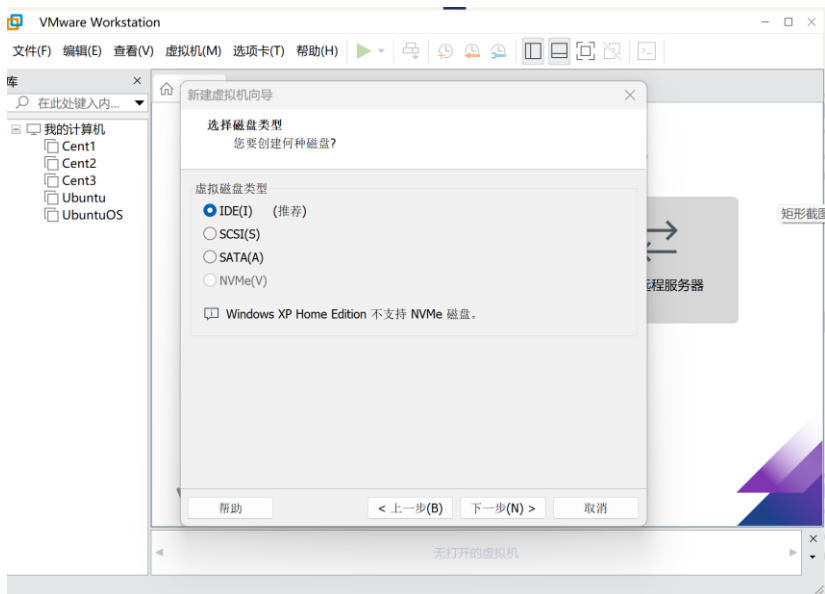 VMware Workstation
文件(F) 编辑(E) 查看(V) 虚拟机(M) 选项卡(T) 帮助(H)
库
在此处键入内...
我的计算机
Cent1
Cent2
Cent3
Ubuntu
UbuntuOS
新建虚拟机向导
选择磁盘类型
您要创建何种磁盘?
虚拟磁盘类型
IDE(I) (推荐)
SCSI(S)
SATA(A)
NVMe(V)
Windows XP Home Edition 不支持 NVMe 磁盘。
帮助 < 上一步(B) 下一步(N) > 取消
矩形截图
远程服务器
无打开的虚拟机